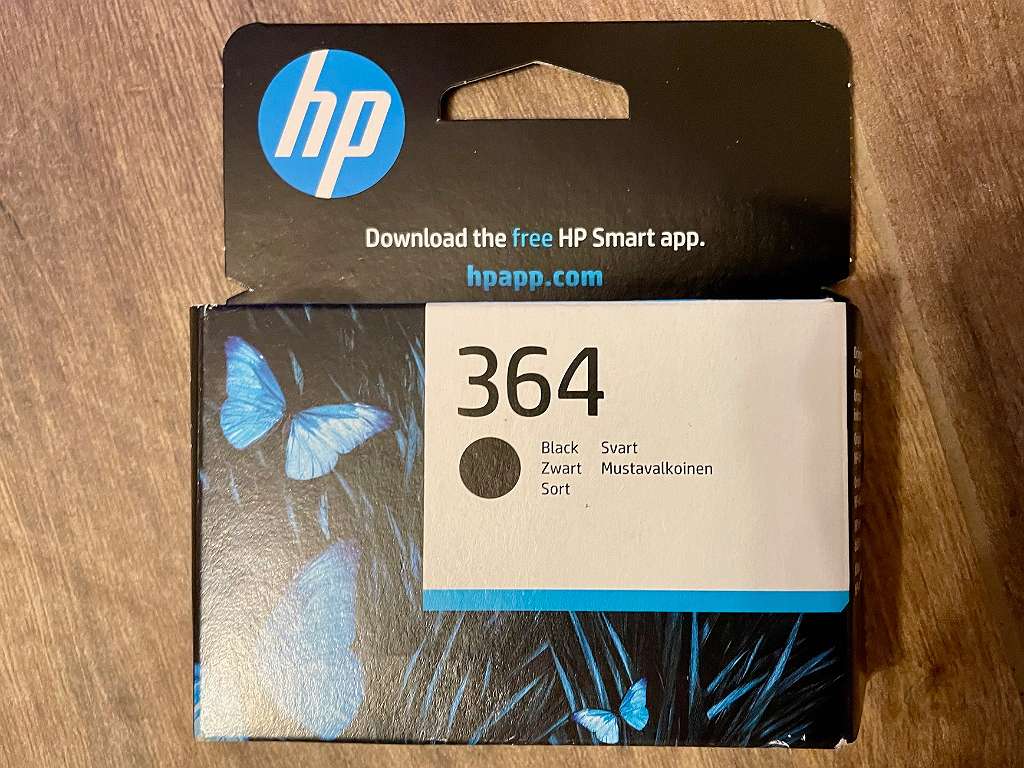 hp
Download the free HP Smart app.
hpapp.com
364
Black Svart
Zwart Mustavalkoinen
Sort